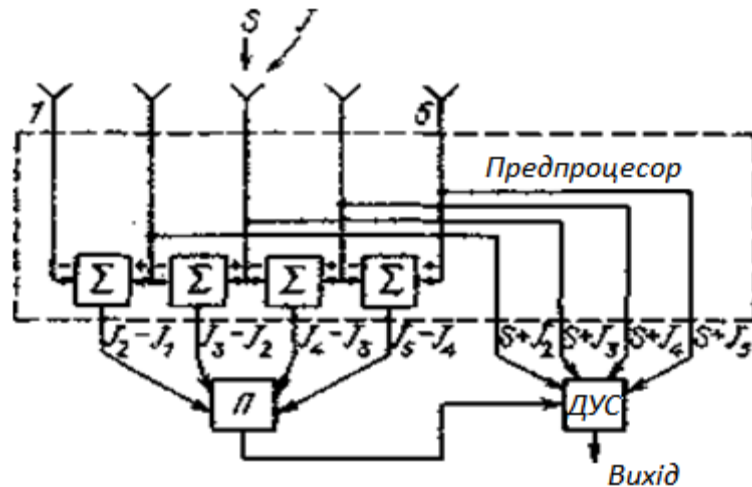 S J
1 5
Предпроцесор
Σ Σ Σ Σ
J₂-J₁ J₃-J₂ J₄-J₃ J₅-J₄ S+J₂ S+J₃ S+J₄ S+J₅
П ДУС
Вихід